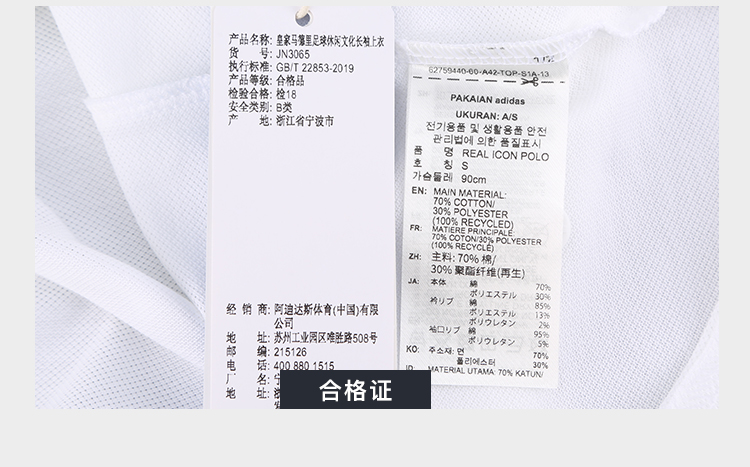 产品名称: 皇家马德里足球休闲文化长袖上衣
货 号: JN3065
执行标准: GB/T 22853-2019
产品等级: 合格品
检验合格: 检18
安全类别: B类
产 地: 浙江省宁波市
经 销 商: 阿迪达斯体育(中国)有限
公司
地 址: 苏州工业园区唯胜路508号
邮 编: 215126
电 话: 400 880 1515
厂 名:
地 址:
合格证
62759440-60-A42-TOP-S1A-13
PAKAIAN adidas
UKURAN: A/S
전기용품 및 생활용품 안전
관리법에 의한 품질표시
품 명 REAL ICON POLO
호 칭 S
가슴둘레 90cm
EN: MAIN MATERIAL:
70% COTTON/
30% POLYESTER
(100% RECYCLED)
FR: MATIERE PRINCIPALE:
70% COTON/30% POLYESTER
(100% RECYCLE)
ZH: 主料: 70% 棉/
30% 聚酯纤维(再生)
JA: 本体 綿 70%
ポリエステル 30%
衿リブ 綿 85%
ポリエステル 13%
ポリウレタン 2%
袖口リブ 綿 95%
ポリウレタン 5%
KO: 주소재: 면 70%
폴리에스터 30%
ID: MATERIAL UTAMA: 70% KATUN/